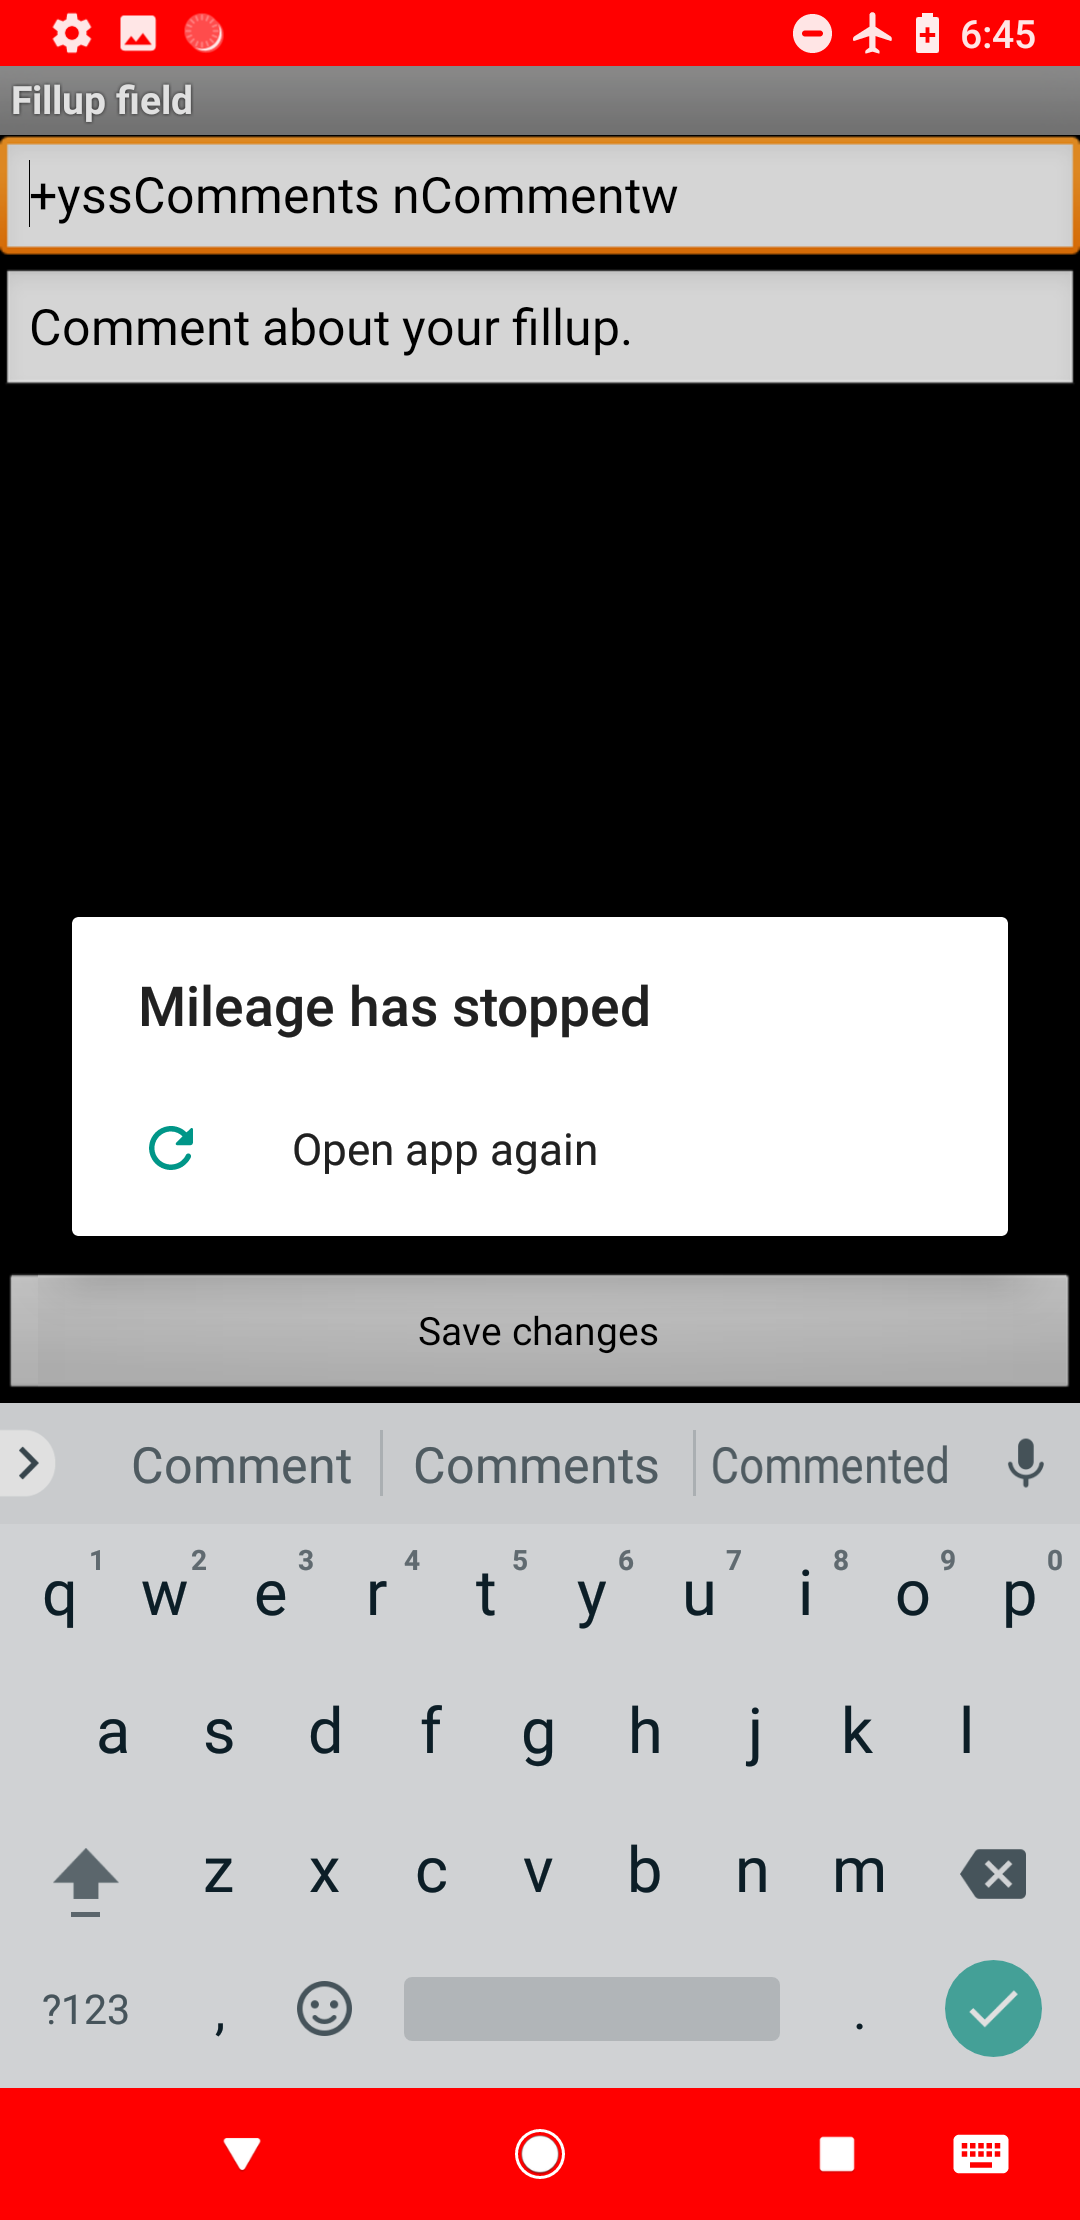 6:45
Fillup field
+yssComments nCommentw
Comment about your fillup.
Mileage has stopped
Open app again
Save changes
Comment Comments Commented
1 2 3 4 5 6 7 8 9 0
q w e r t y u i o p
a s d f g h j k l
z x c v b n m
?123 , .